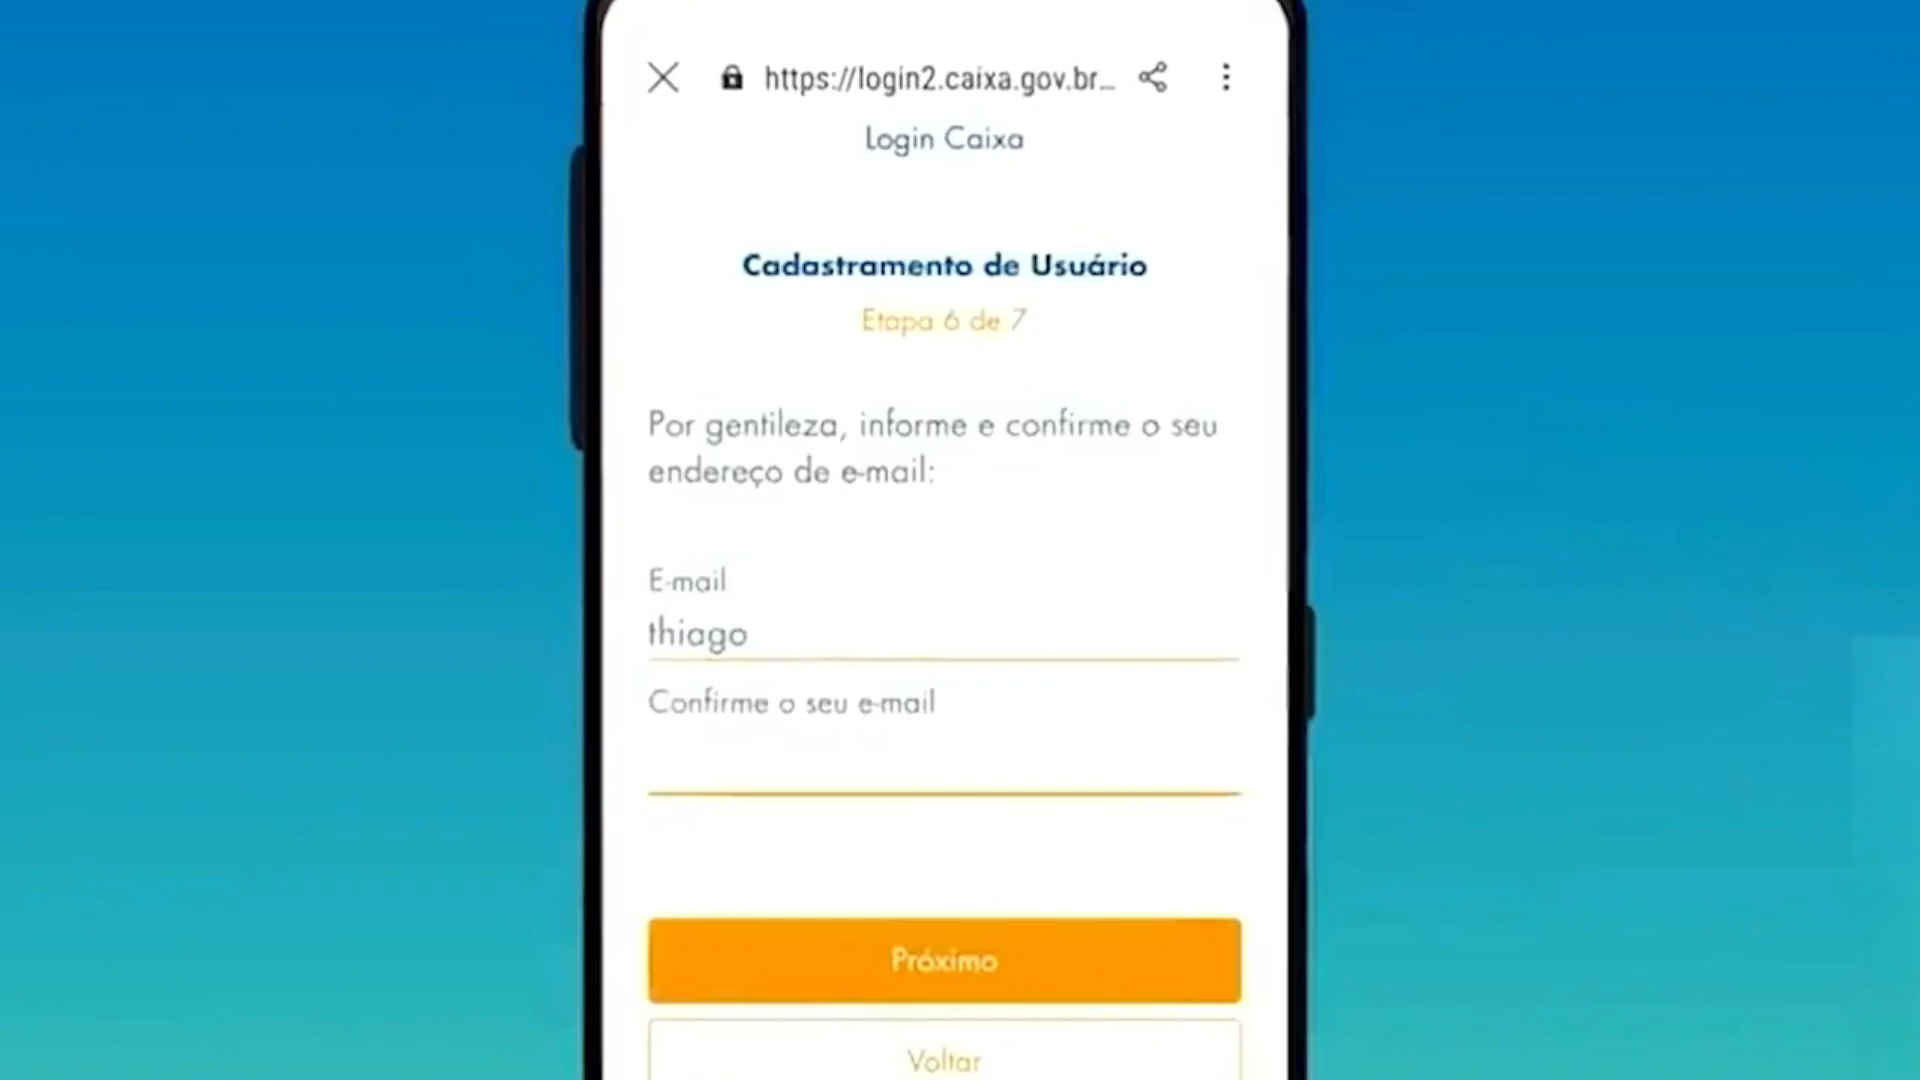 https://login2.caixa.gov.br...
Login Caixa
Cadastramento de Usuário
Etapa 6 de 7
Por gentileza, informe e confirme o seu
endereço de e-mail:
E-mail
thiago
Confirme o seu e-mail
Próximo
Voltar